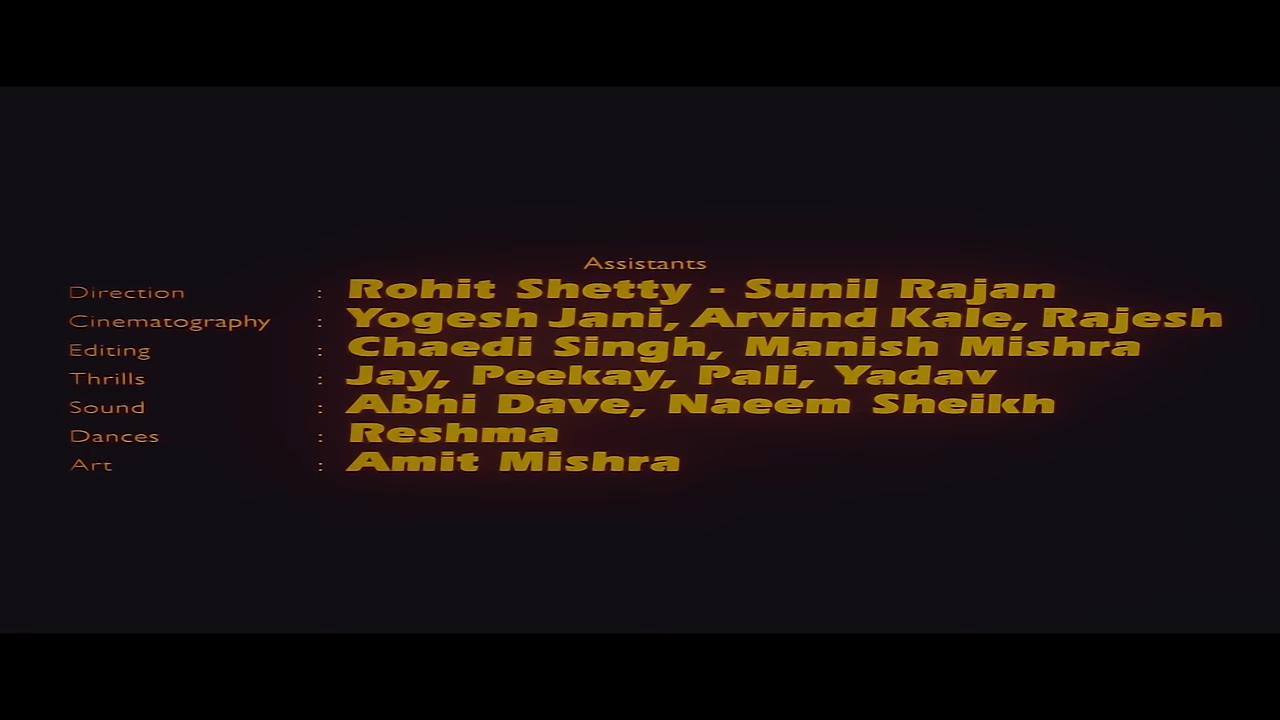 Assistants
Direction : Rohit Shetty - Sunil Rajan
Cinematography : Yogesh Jani, Arvind Kale, Rajesh
Editing : Chaedi Singh, Manish Mishra
Thrills : Jay, Peekay, Pali, Yadav
Sound : Abhi Dave, Naeem Sheikh
Dances : Reshma
Art : Amit Mishra